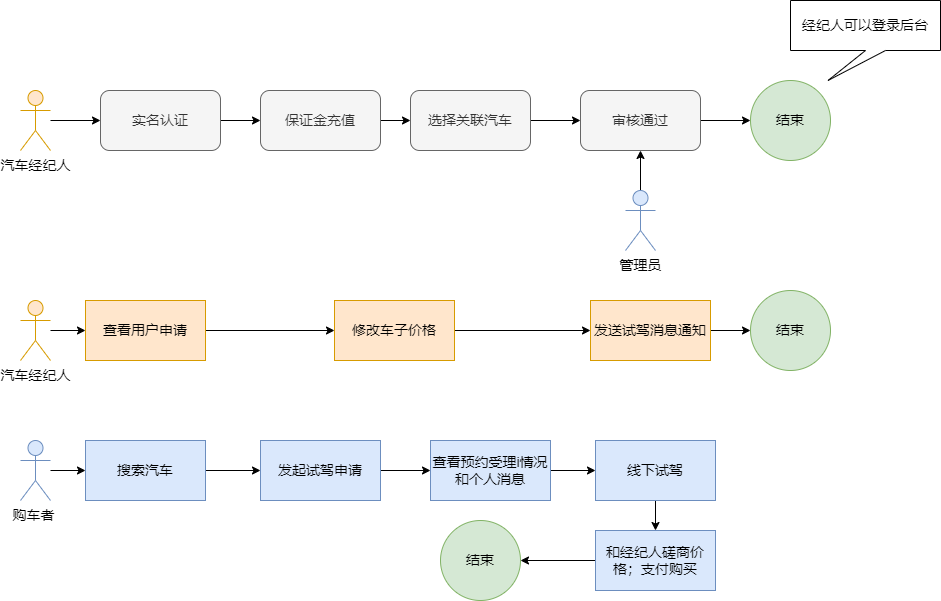 经纪人可以登录后台
汽车经纪人
实名认证
保证金充值
选择关联汽车
审核通过
结束
管理员
汽车经纪人
查看用户申请
修改车子价格
发送试驾消息通知
结束
购车者
搜索汽车
发起试驾申请
查看预约受理i情况
和个人消息
线下试驾
和经纪人磋商价
格；支付购买
结束